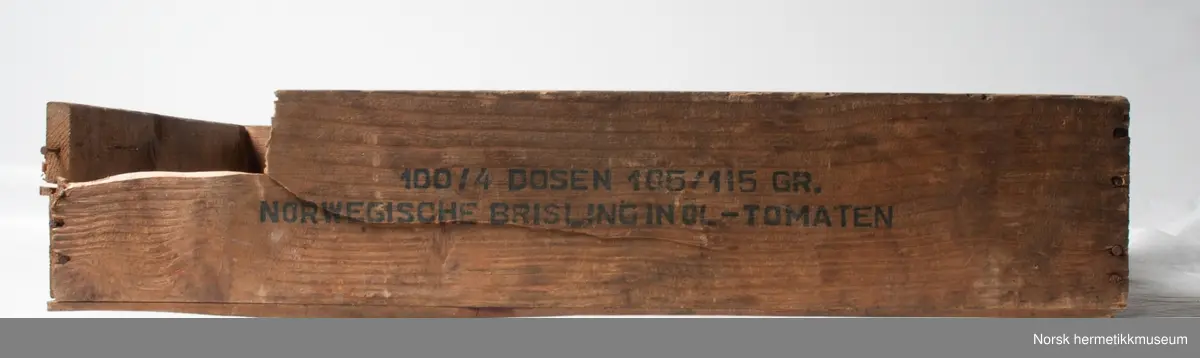 100/4 DOSEN 105/115 GR.
NORWEGISCHE BRISLING IN ÖL-TOMATEN
Norsk hermetikkmuseum